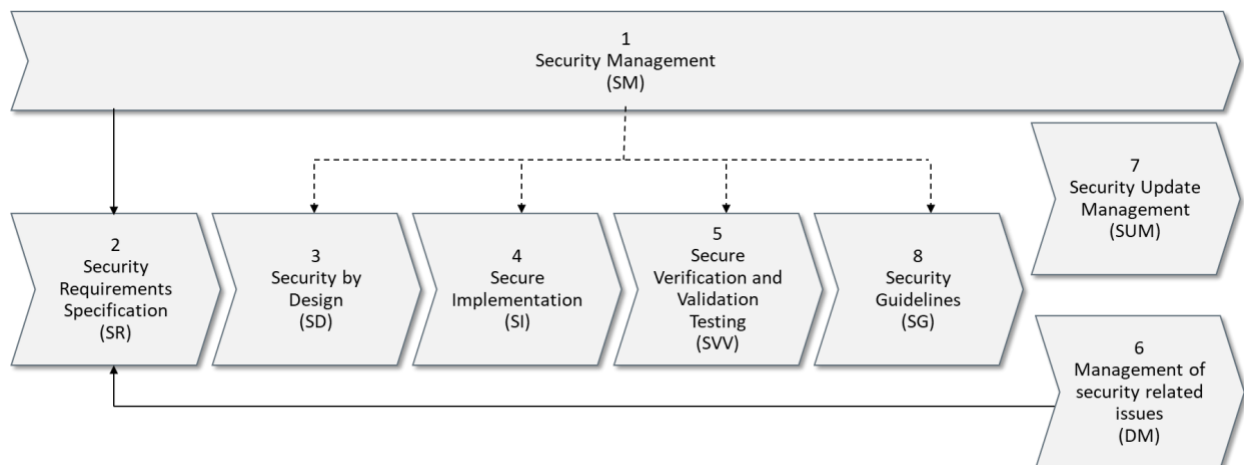 1
Security Management
(SM)
2
Security
Requirements
Specification
(SR)
3
Security by
Design
(SD)
4
Secure
Implementation
(SI)
5
Secure
Verification and
Validation
Testing
(SVV)
8
Security
Guidelines
(SG)
7
Security Update
Management
(SUM)
6
Management of
security related
issues
(DM)